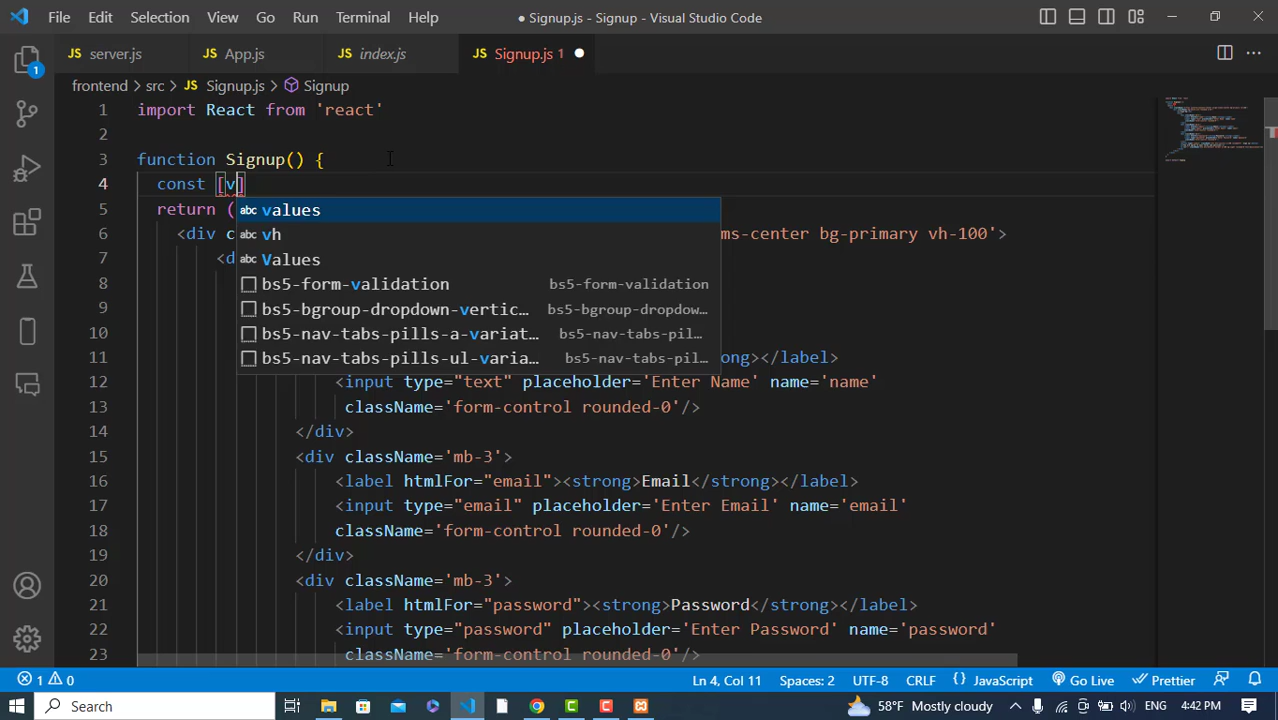 File Edit Selection View Go Run Terminal Help ● Signup.js - Signup - Visual Studio Code
JS server.js JS App.js JS index.js JS Signup.js 1
frontend > src > JS Signup.js > Signup
1 import React from 'react'
2
3 function Signup() {
4 const [v]
5 return (
6 <div c ms-center bg-primary vh-100'>
7 <d
8
9
10
11 ong></label>
12 <input type="text" placeholder='Enter Name' name='name'
13 className='form-control rounded-0'/>
14 </div>
15 <div className='mb-3'>
16 <label htmlFor="email"><strong>Email</strong></label>
17 <input type="email" placeholder='Enter Email' name='email'
18 className='form-control rounded-0'/>
19 </div>
20 <div className='mb-3'>
21 <label htmlFor="password"><strong>Password</strong></label>
22 <input type="password" placeholder='Enter Password' name='password'
23 className='form-control rounded-0'/>
abc values
abc vh
abc Values
bs5-form-validation bs5-form-validation
bs5-bgroup-dropdown-vertic... bs5-bgroup-dropdow...
bs5-nav-tabs-pills-a-variat... bs5-nav-tabs-pil...
bs5-nav-tabs-pills-ul-varia... bs5-nav-tabs-pil...
1
1 0 Ln 4, Col 11 Spaces: 2 UTF-8 CRLF {} JavaScript Go Live Prettier
Search 58°F Mostly cloudy ENG 4:42 PM